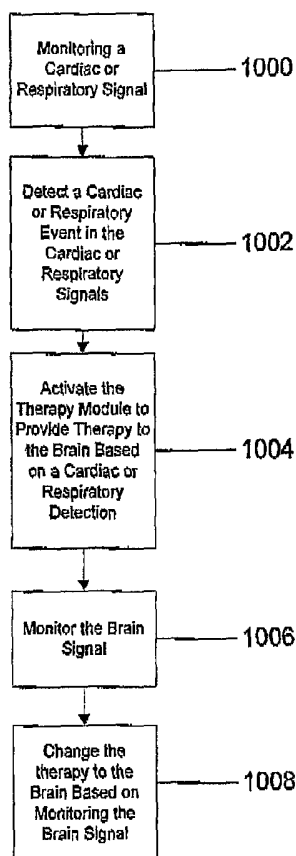 Monitoring a
Cardiac or
Respiratory Signal
1000
Detect a Cardiac
or Respiratory
Event in the
Cardiac or
Respiratory
Signals
1002
Activate the
Therapy Module to
Provide Therapy to
the Brain Based
on a Cardiac or
Respiratory
Detection
1004
Monitor the Brain
Signal
1006
Change the
therapy to the
Brain Based on
Monitoring the
Brain Signal
1008